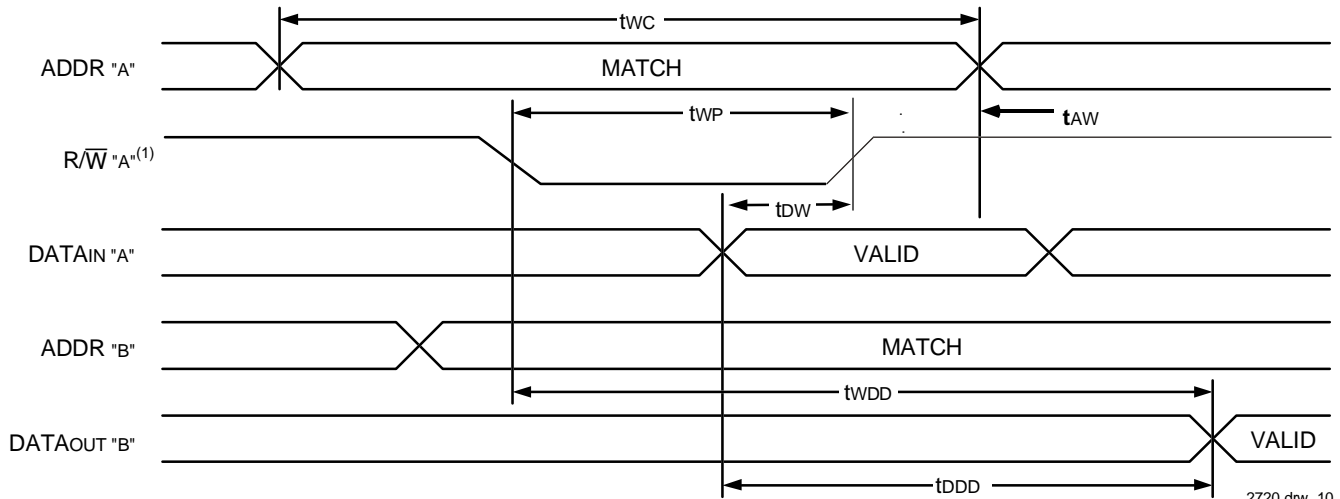 tWC
ADDR "A"
MATCH
tWP
tAW
R/W̅ "A"(1)
tDW
DATAIN "A"
VALID
ADDR "B"
MATCH
tWDD
DATAOUT "B"
VALID
tDDD
2720 drw 10